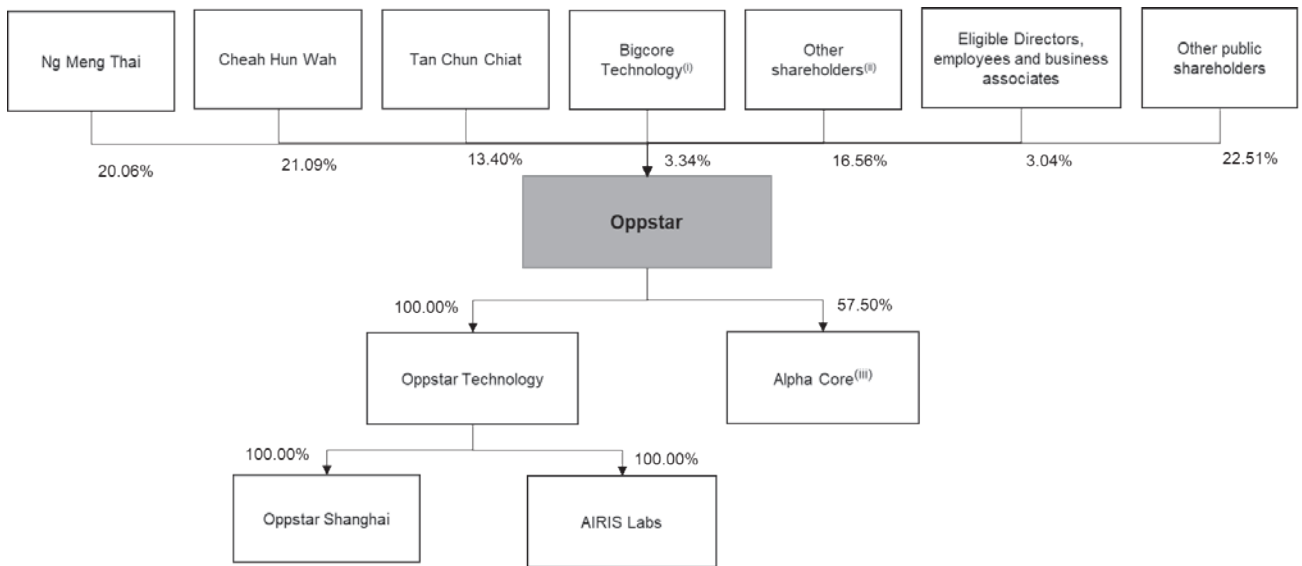 Ng Meng Thai
Cheah Hun Wah
Tan Chun Chiat
Bigcore
Technology(i)
Other
shareholders(ii)
Eligible Directors,
employees and business
associates
Other public
shareholders
20.06%
21.09%
13.40%
3.34%
16.56%
3.04%
22.51%
Oppstar
100.00%
57.50%
Oppstar Technology
Alpha Core(iii)
100.00%
100.00%
Oppstar Shanghai
AIRIS Labs